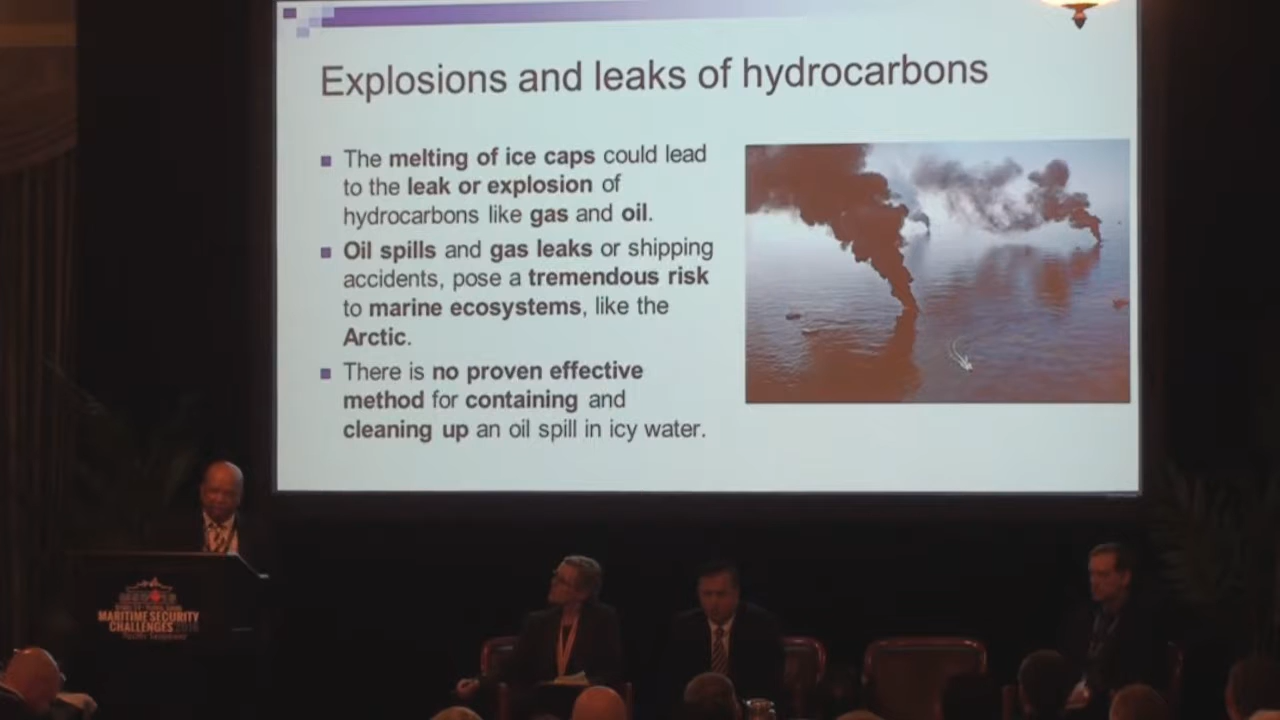 Explosions and leaks of hydrocarbons
The melting of ice caps could lead
to the leak or explosion of
hydrocarbons like gas and oil.
Oil spills and gas leaks or shipping
accidents, pose a tremendous risk
to marine ecosystems, like the
Arctic.
There is no proven effective
method for containing and
cleaning up an oil spill in icy water.
MARITIME SECURITY
CHALLENGES